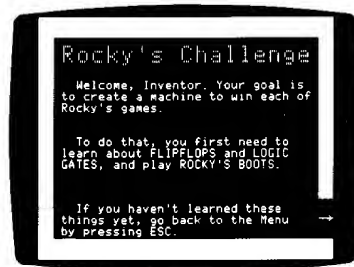 Rocky's Challenge
Welcome, Inventor. Your goal is
to create a machine to win each of
Rocky's games.
To do that, you first need to
learn about FLIPFLOPS and LOGIC
GATES, and play ROCKY'S BOOTS.
If you haven't learned these
things yet, go back to the Menu
by pressing ESC.